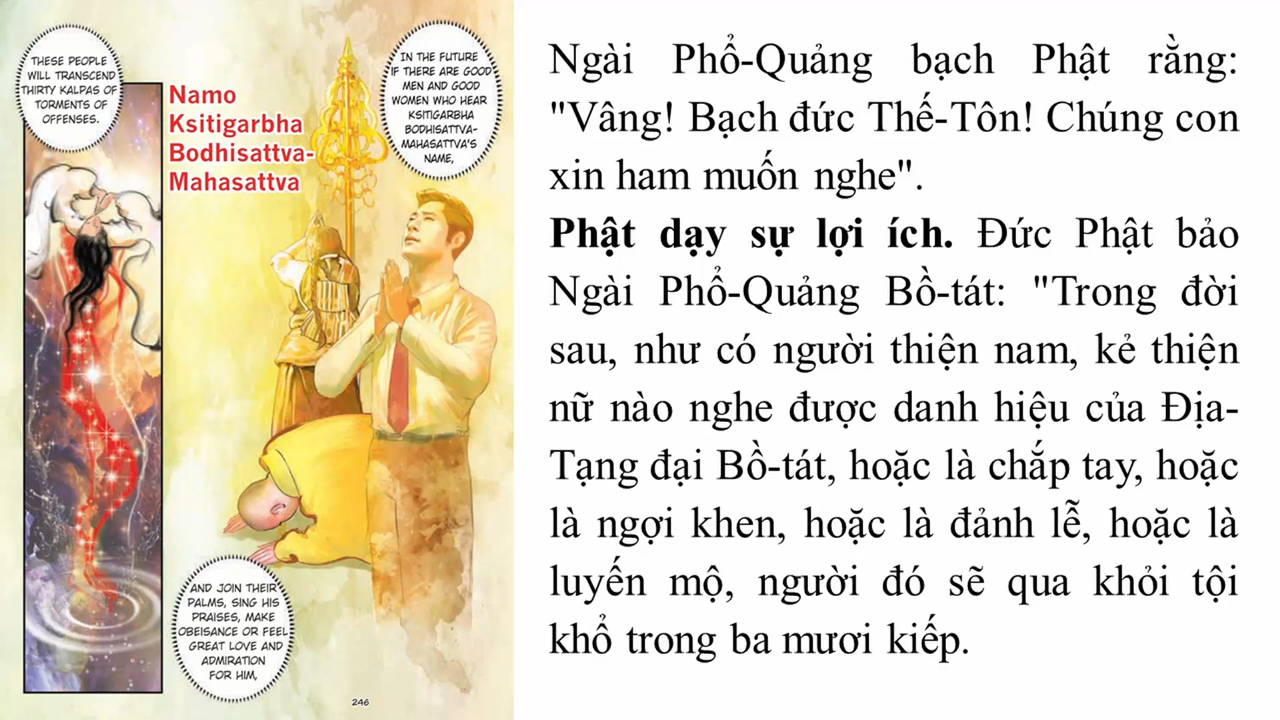 IN THE FUTURE
IF THERE ARE GOOD
MEN AND GOOD
WOMEN WHO HEAR
KSITIGARBHA
BODHISATTVA-
MAHASATTVA'S
NAME,
Namo
Ksitigarbha
Bodhisattva-
Mahasattva
AND JOIN THEIR
PALMS, SING HIS
PRAISES, MAKE
OBEISANCE OR FEEL
GREAT LOVE AND
ADMIRATION
FOR HIM,
THESE PEOPLE
WILL TRANSCEND
THIRTY KALPAS OF
TORMENTS OF
OFFENSES.
246
Ngài Phổ-Quảng bạch Phật rằng:
"Vâng! Bạch đức Thế-Tôn! Chúng con
xin ham muốn nghe".
Phật dạy sự lợi ích. Đức Phật bảo
Ngài Phổ-Quảng Bồ-tát: "Trong đời
sau, như có người thiện nam, kẻ thiện
nữ nào nghe được danh hiệu của Địa-
Tạng đại Bồ-tát, hoặc là chắp tay, hoặc
là ngợi khen, hoặc là đảnh lễ, hoặc là
luyến mộ, người đó sẽ qua khỏi tội
khổ trong ba mươi kiếp.